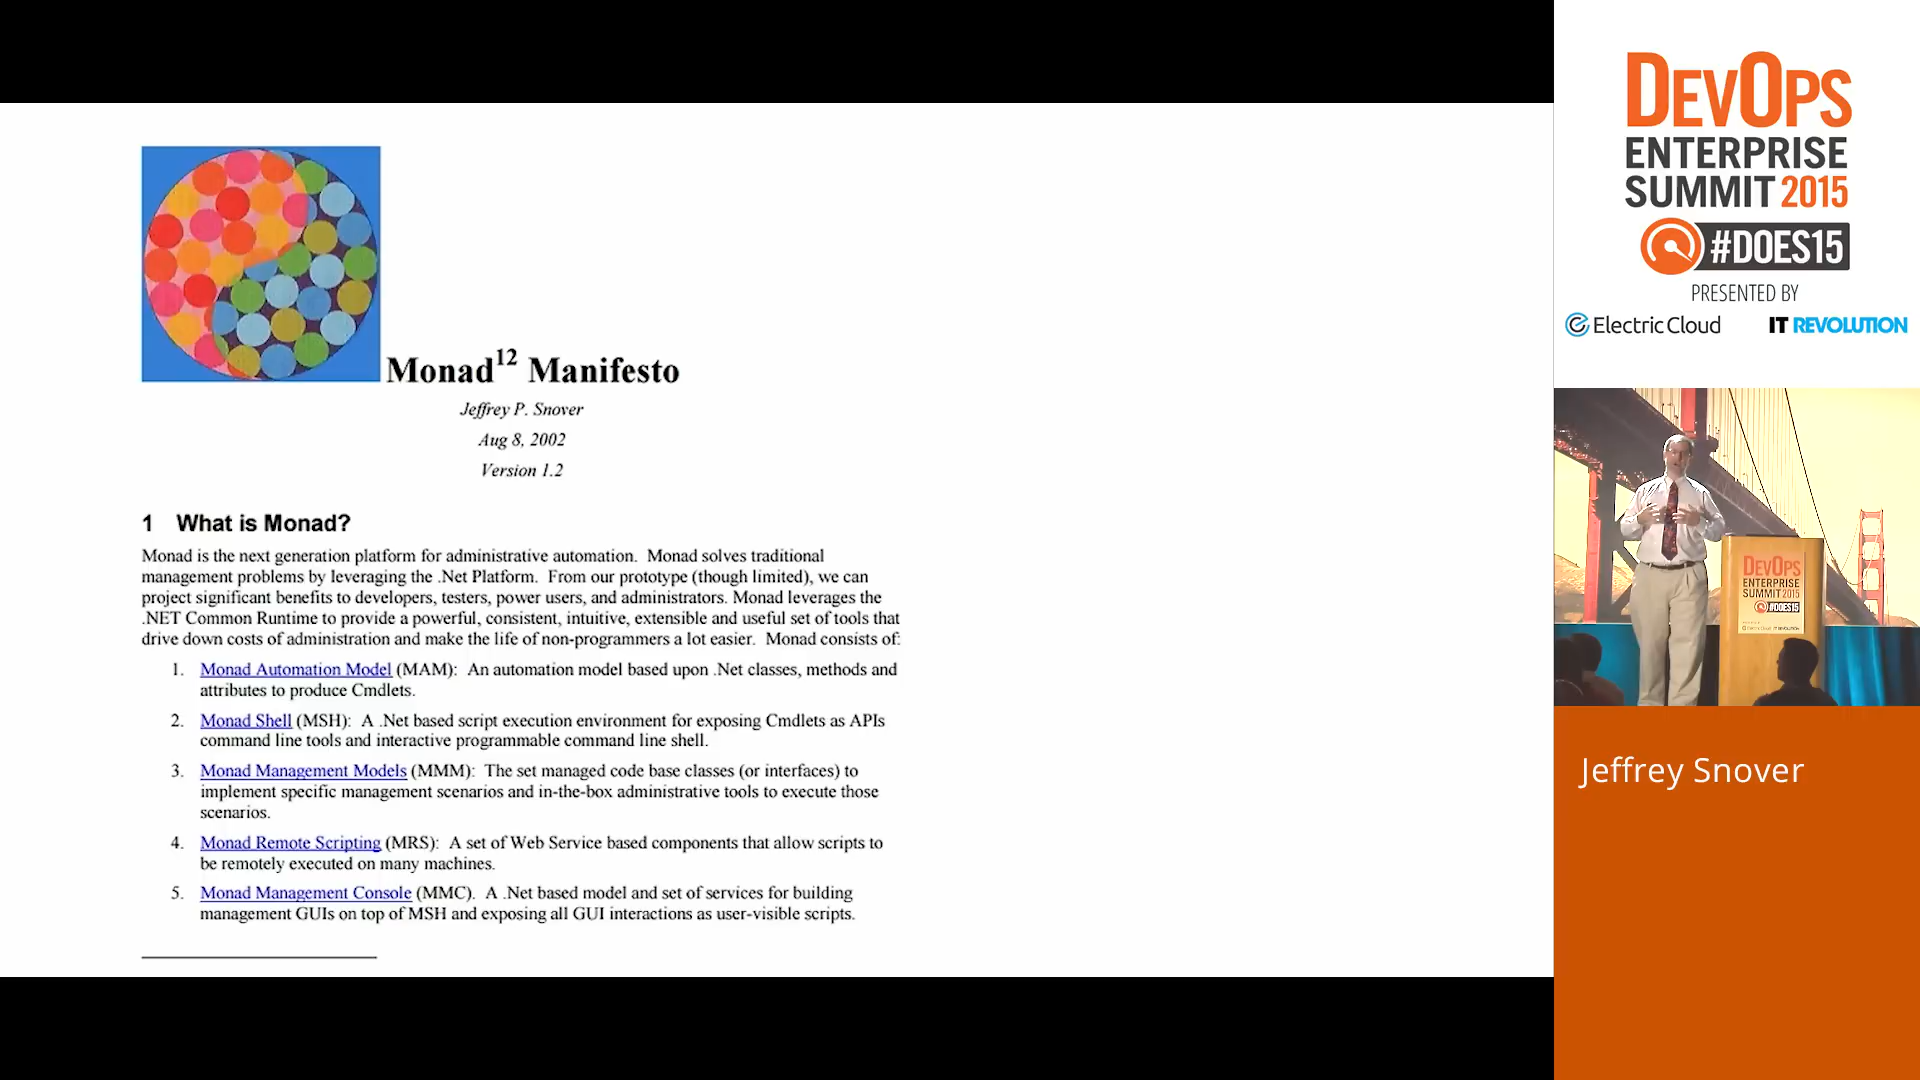 Monad12 Manifesto
Jeffrey P. Snover
Aug 8, 2002
Version 1.2
1 What is Monad?
Monad is the next generation platform for administrative automation. Monad solves traditional
management problems by leveraging the .Net Platform. From our prototype (though limited), we can
project significant benefits to developers, testers, power users, and administrators. Monad leverages the
.NET Common Runtime to provide a powerful, consistent, intuitive, extensible and useful set of tools that
drive down costs of administration and make the life of non-programmers a lot easier. Monad consists of:
1. Monad Automation Model (MAM): An automation model based upon .Net classes, methods and
attributes to produce Cmdlets.
2. Monad Shell (MSH): A .Net based script execution environment for exposing Cmdlets as APIs
command line tools and interactive programmable command line shell.
3. Monad Management Models (MMM): The set managed code base classes (or interfaces) to
implement specific management scenarios and in-the-box administrative tools to execute those
scenarios.
4. Monad Remote Scripting (MRS): A set of Web Service based components that allow scripts to
be remotely executed on many machines.
5. Monad Management Console (MMC). A .Net based model and set of services for building
management GUIs on top of MSH and exposing all GUI interactions as user-visible scripts.
DEVOPS
ENTERPRISE
SUMMIT 2015
#DOES15
PRESENTED BY
Electric Cloud IT REVOLUTION
DEVOPS
ENTERPRISE
SUMMIT 2015
#DOES15
Jeffrey Snover